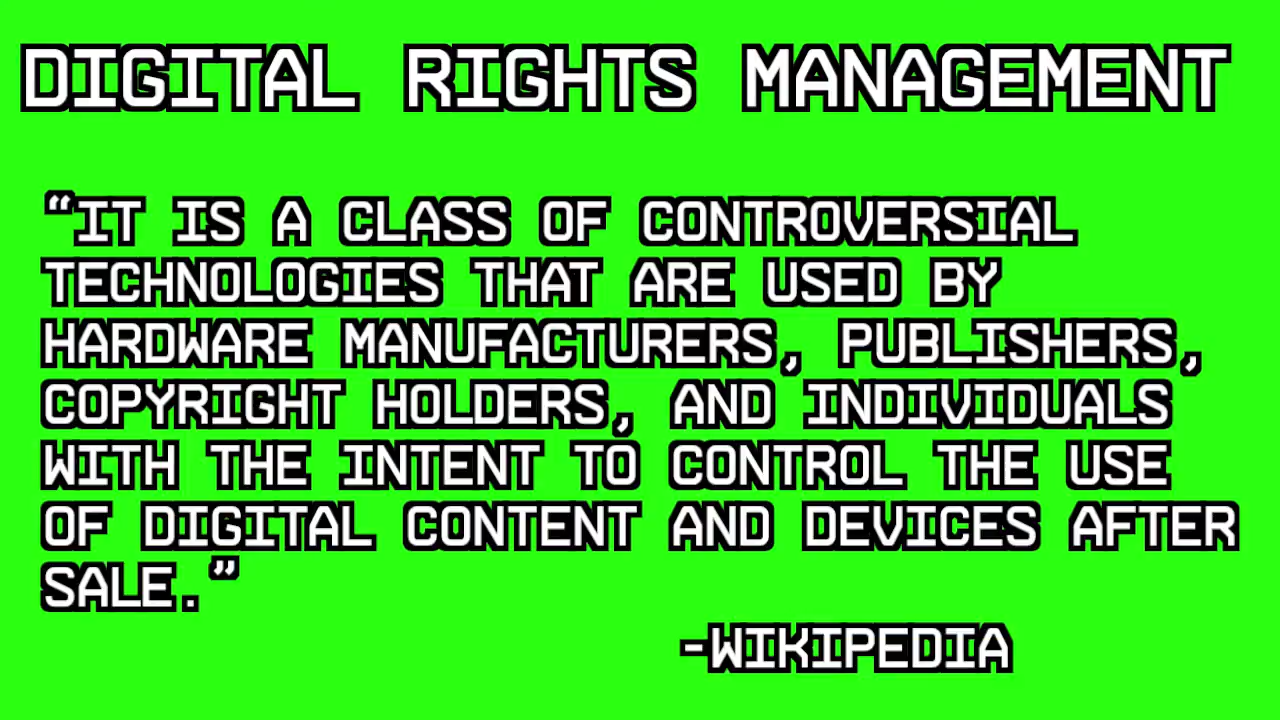 DIGITAL RIGHTS MANAGEMENT
“IT IS A CLASS OF CONTROVERSIAL
TECHNOLOGIES THAT ARE USED BY
HARDWARE MANUFACTURERS, PUBLISHERS,
COPYRIGHT HOLDERS, AND INDIVIDUALS
WITH THE INTENT TO CONTROL THE USE
OF DIGITAL CONTENT AND DEVICES AFTER
SALE.”
-WIKIPEDIA